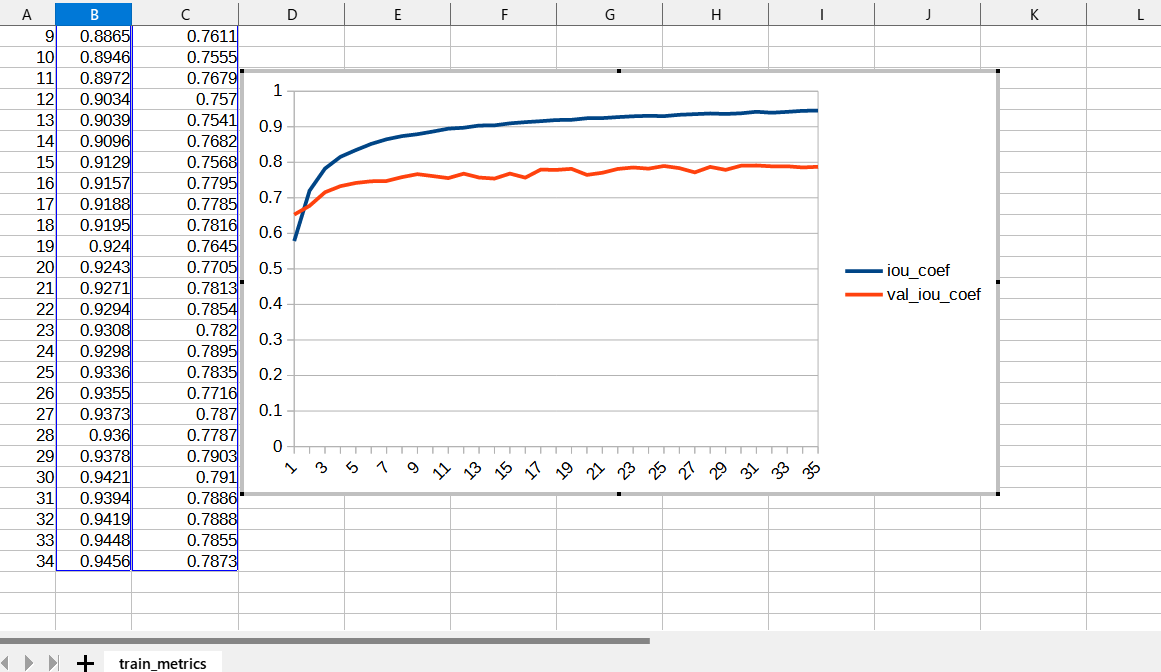 A B C D E F G H I J K L
9 0.8865 0.7611
10 0.8946 0.7555
11 0.8972 0.7679
12 0.9034 0.757
13 0.9039 0.7541
14 0.9096 0.7682
15 0.9129 0.7568
16 0.9157 0.7795
17 0.9188 0.7785
18 0.9195 0.7816
19 0.924 0.7645
20 0.9243 0.7705
21 0.9271 0.7813
22 0.9294 0.7854
23 0.9308 0.782
24 0.9298 0.7895
25 0.9336 0.7835
26 0.9355 0.7716
27 0.9373 0.787
28 0.936 0.7787
29 0.9378 0.7903
30 0.9421 0.791
31 0.9394 0.7886
32 0.9419 0.7888
33 0.9448 0.7855
34 0.9456 0.7873
1
0.9
0.8
0.7
0.6
0.5
0.4
0.3
0.2
0.1
0
1 3 5 7 9 11 13 15 17 19 21 23 25 27 29 31 33 35
iou_coef
val_iou_coef
train_metrics